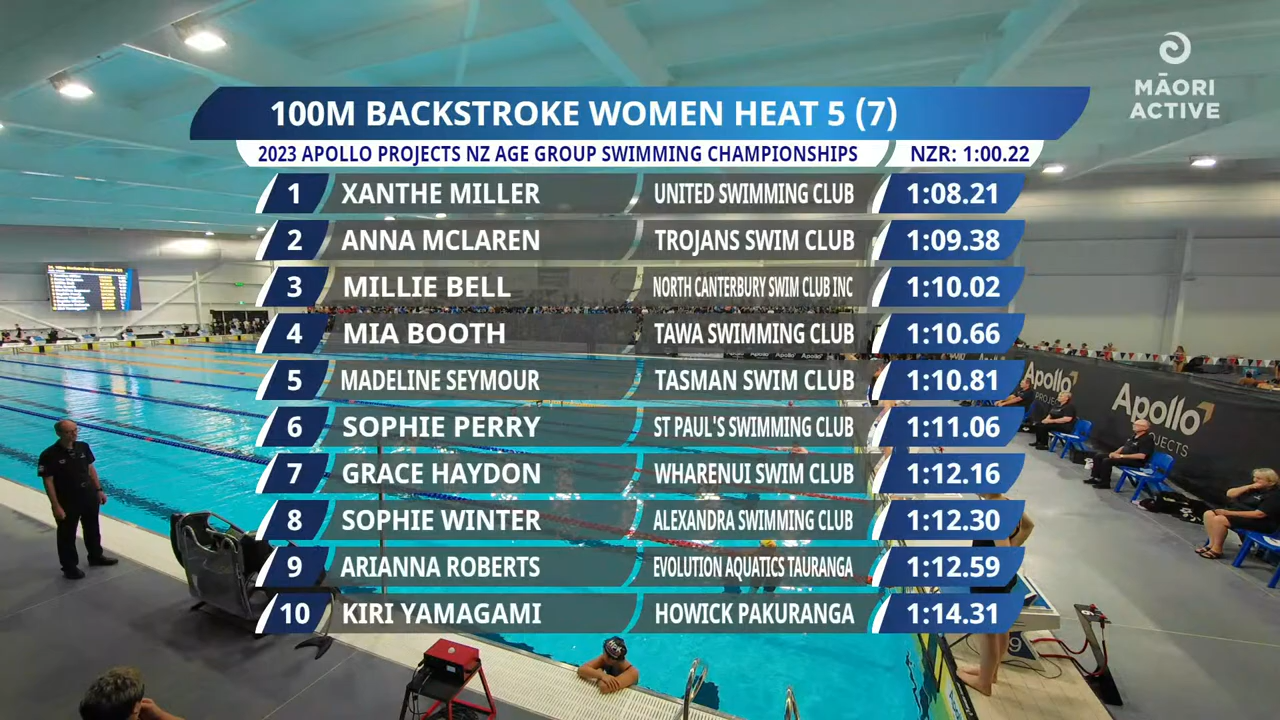 MĀORI
ACTIVE
100M BACKSTROKE WOMEN HEAT 5 (7)
2023 APOLLO PROJECTS NZ AGE GROUP SWIMMING CHAMPIONSHIPS NZR: 1:00.22
1 XANTHE MILLER UNITED SWIMMING CLUB 1:08.21
2 ANNA MCLAREN TROJANS SWIM CLUB 1:09.38
3 MILLIE BELL NORTH CANTERBURY SWIM CLUB INC 1:10.02
4 MIA BOOTH TAWA SWIMMING CLUB 1:10.66
5 MADELINE SEYMOUR TASMAN SWIM CLUB 1:10.81
6 SOPHIE PERRY ST PAUL'S SWIMMING CLUB 1:11.06
7 GRACE HAYDON WHARENUI SWIM CLUB 1:12.16
8 SOPHIE WINTER ALEXANDRA SWIMMING CLUB 1:12.30
9 ARIANNA ROBERTS EVOLUTION AQUATICS TAURANGA 1:12.59
10 KIRI YAMAGAMI HOWICK PAKURANGA 1:14.31
Apollo
Apollo
9